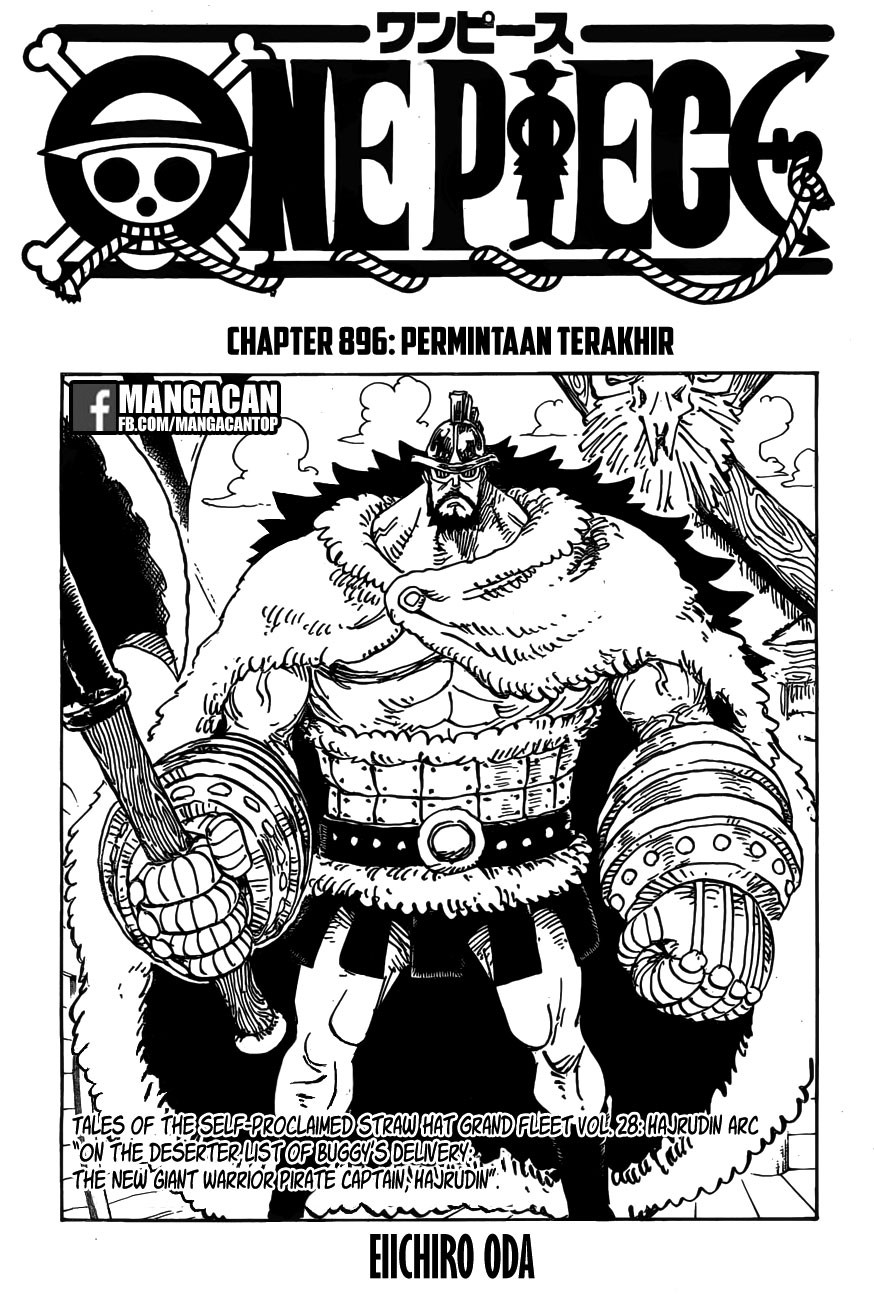 ワンピース
ONE PIECE
CHAPTER 896: PERMINTAAN TERAKHIR
f MANGACAN
FB.COM/MANGACANTOP
TALES OF THE SELF-PROCLAIMED STRAW HAT GRAND FLEET VOL. 28: HAJRUDIN ARC
"ON THE DESERTER LIST OF BUGGY'S DELIVERY:
THE NEW GIANT WARRIOR PIRATE CAPTAIN, HAJRUDIN".
EIICHIRO ODA